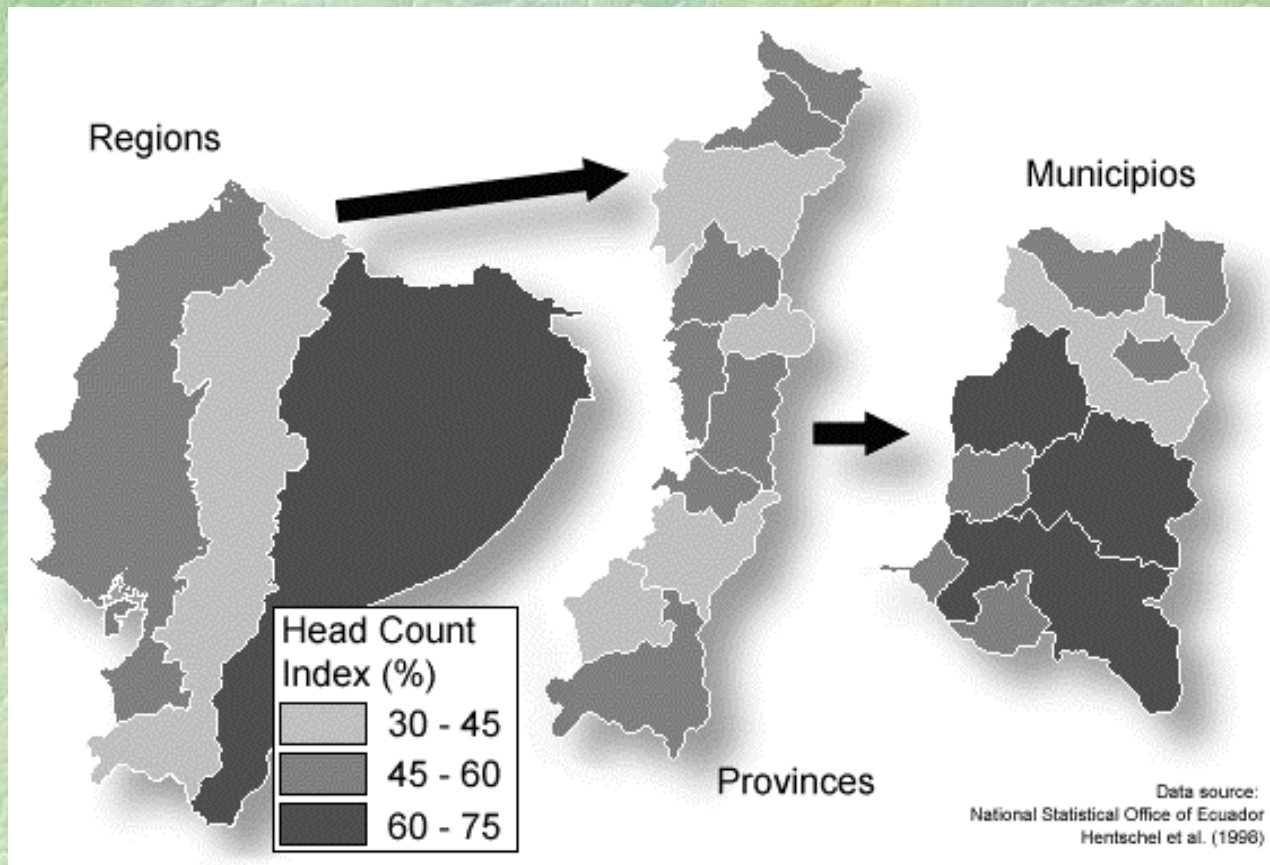 Regions
Municipios
Head Count
Index (%)
30 - 45
45 - 60
60 - 75
Provinces
Data source:
National Statistical Office of Ecuador
Hentschel et al. (1998)